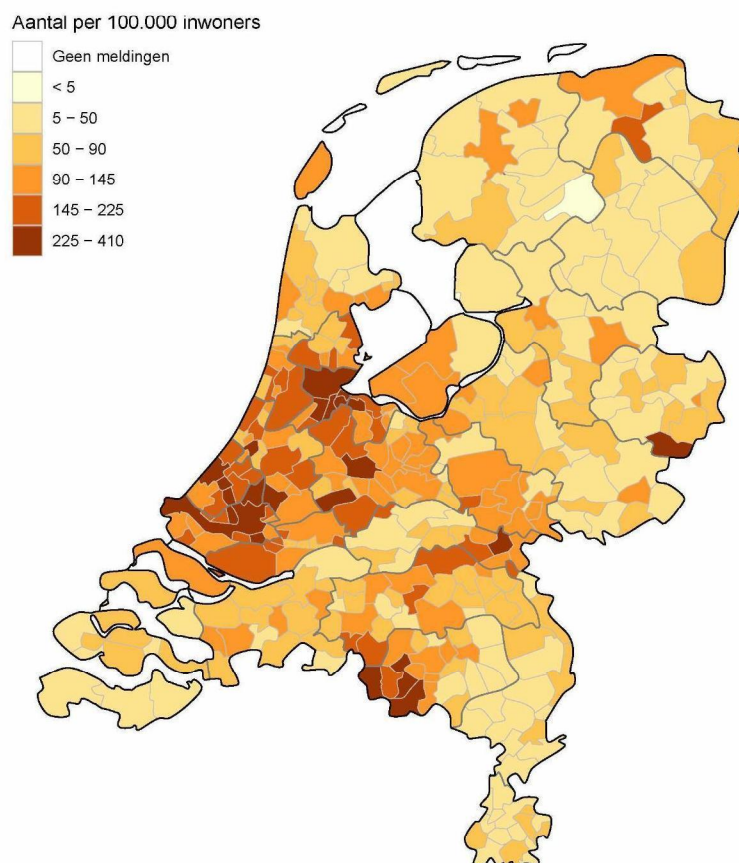 Aantal per 100.000 inwoners
Geen meldingen
< 5
5 – 50
50 – 90
90 – 145
145 – 225
225 – 410